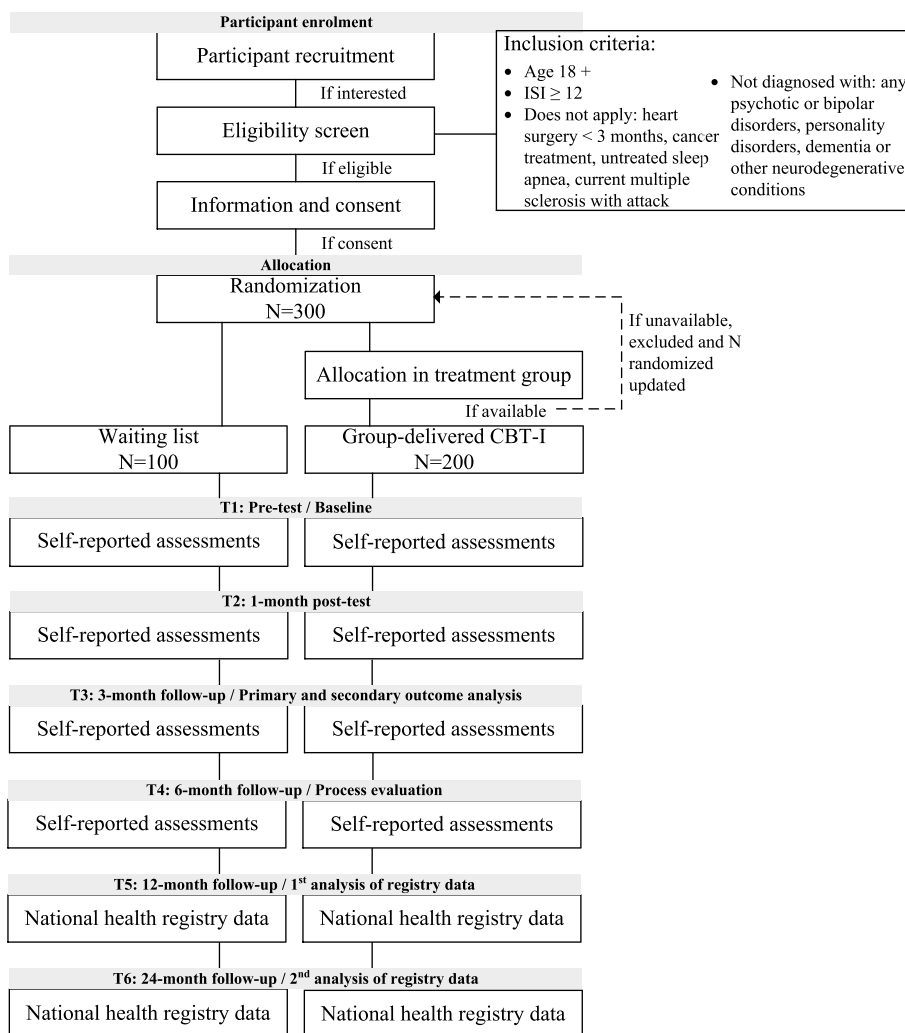 Participant enrolment
Participant recruitment
If interested
Eligibility screen
If eligible
Information and consent
If consent
Inclusion criteria:
• Age 18 +
• ISI ≥ 12
• Does not apply: heart
surgery < 3 months, cancer
treatment, untreated sleep
apnea, current multiple
sclerosis with attack
• Not diagnosed with: any
psychotic or bipolar
disorders, personality
disorders, dementia or
other neurodegenerative
conditions
Allocation
Randomization
N=300
If unavailable,
excluded and N
randomized
updated
Allocation in treatment group
If available
Waiting list
N=100
Group-delivered CBT-I
N=200
T1: Pre-test / Baseline
Self-reported assessments
Self-reported assessments
T2: 1-month post-test
Self-reported assessments
Self-reported assessments
T3: 3-month follow-up / Primary and secondary outcome analysis
Self-reported assessments
Self-reported assessments
T4: 6-month follow-up / Process evaluation
Self-reported assessments
Self-reported assessments
T5: 12-month follow-up / 1st analysis of registry data
National health registry data
National health registry data
T6: 24-month follow-up / 2nd analysis of registry data
National health registry data
National health registry data